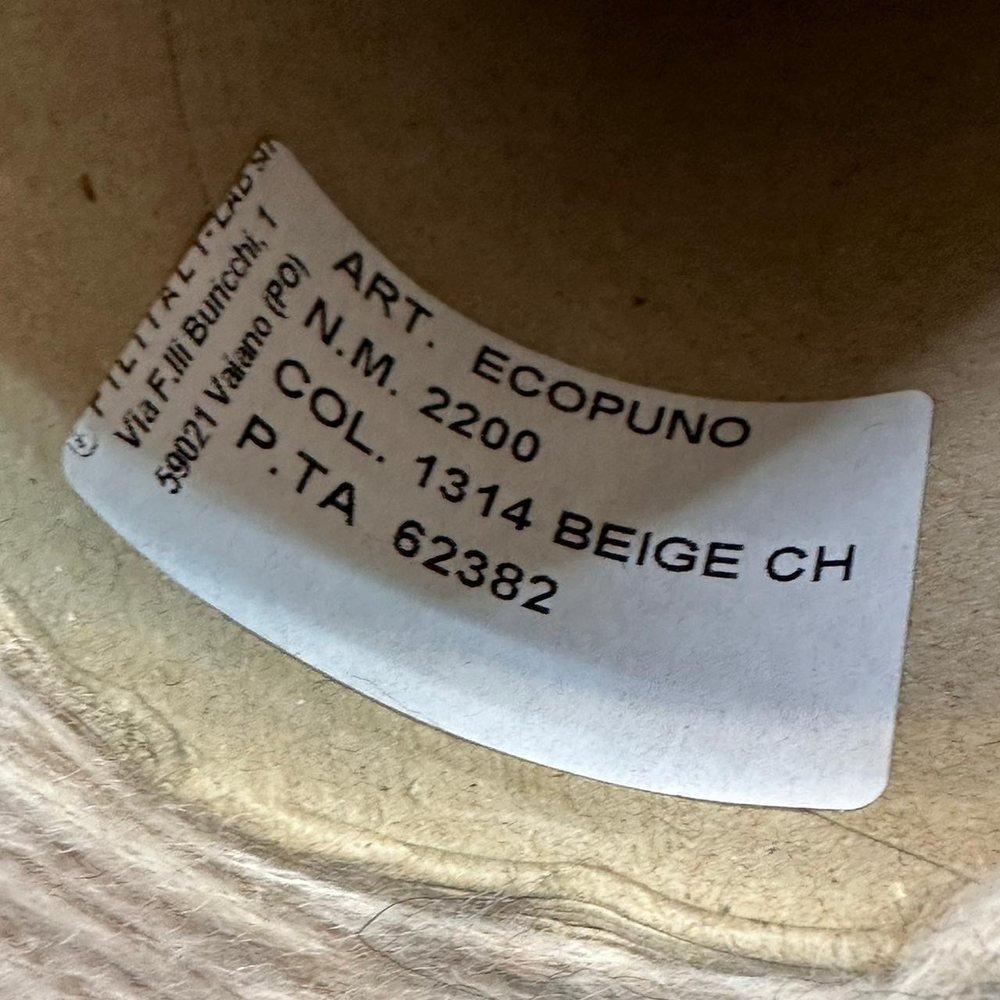 Via F.lli Buricchi, 1
59021 Vaiano (PO)
ART. ECOPUNO
N.M. 2200
COL. 1314 BEIGE CH
P.TA 62382